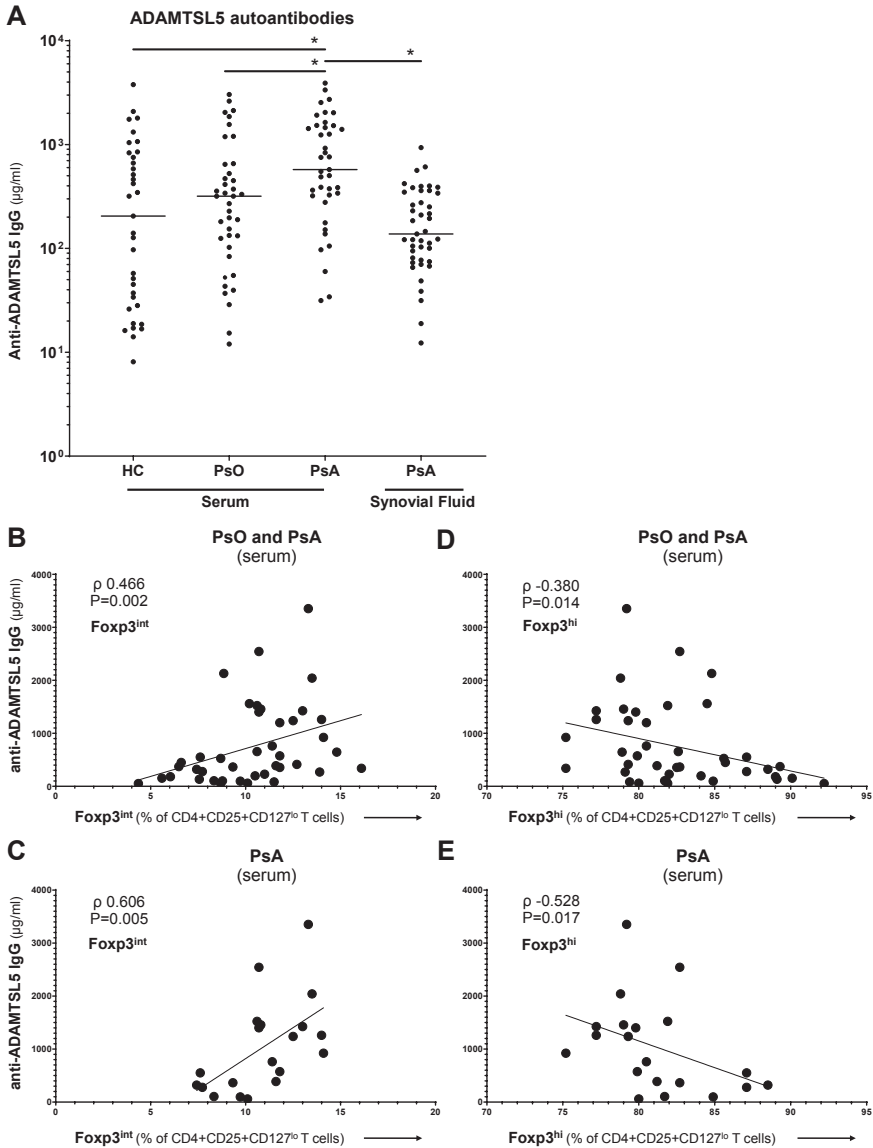 A
ADAMTSL5 autoantibodies
Anti-ADAMTSL5 IgG (µg/ml)
10⁴
10³
10²
10¹
10⁰
*
*
*
HC PsO PsA PsA
Serum Synovial Fluid
B
PsO and PsA
(serum)
anti-ADAMTSL5 IgG (µg/ml)
ρ 0.466
P=0.002
Foxp3ⁱⁿᵗ
4000
3000
2000
1000
0
0 5 10 15 20
Foxp3ⁱⁿᵗ (% of CD4+CD25+CD127ˡᵒ T cells)
D
PsO and PsA
(serum)
ρ -0.380
P=0.014
Foxp3ʰⁱ
4000
3000
2000
1000
0
70 75 80 85 90 95
Foxp3ʰⁱ (% of CD4+CD25+CD127ˡᵒ T cells)
C
PsA
(serum)
anti-ADAMTSL5 IgG (µg/ml)
ρ 0.606
P=0.005
Foxp3ⁱⁿᵗ
4000
3000
2000
1000
0
0 5 10 15 20
Foxp3ⁱⁿᵗ (% of CD4+CD25+CD127ˡᵒ T cells)
E
PsA
(serum)
ρ -0.528
P=0.017
Foxp3ʰⁱ
4000
3000
2000
1000
0
70 75 80 85 90 95
Foxp3ʰⁱ (% of CD4+CD25+CD127ˡᵒ T cells)